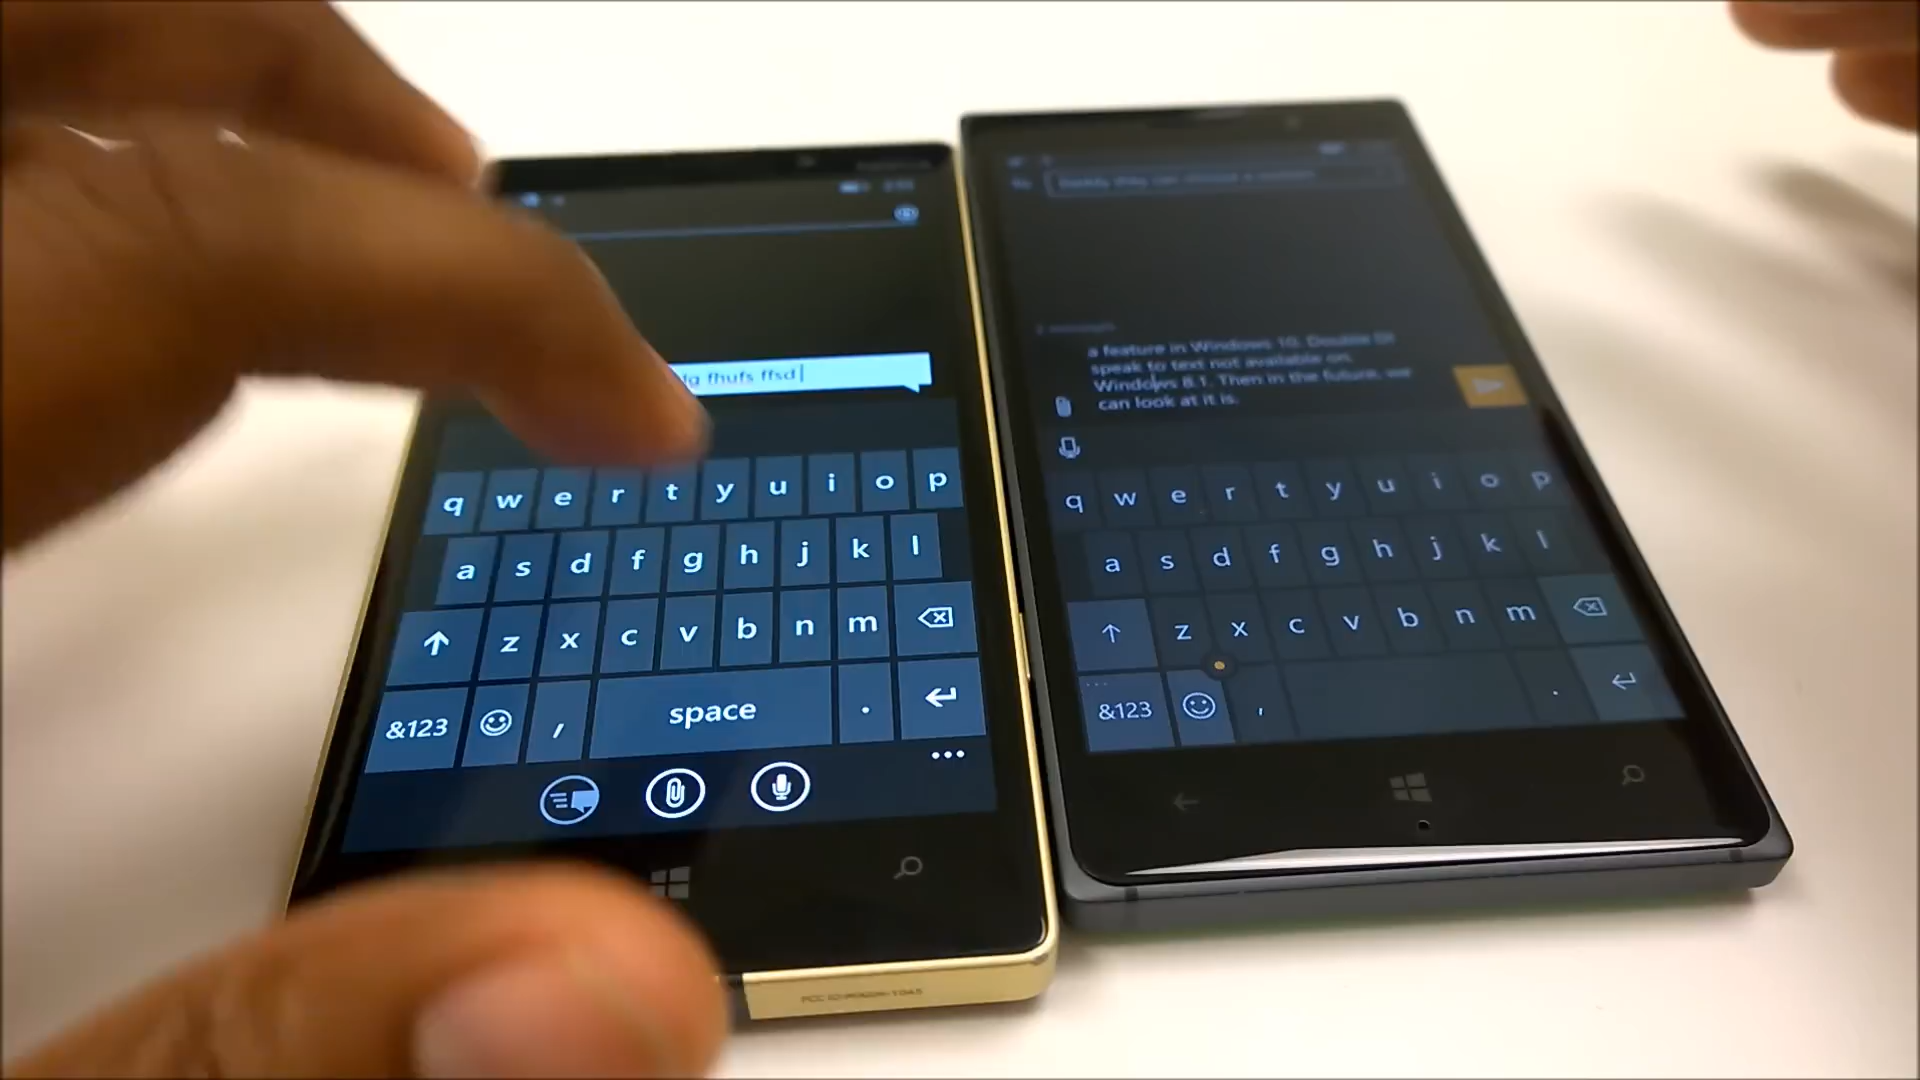 fhufs ffsd
q w e r t y u i o p
a s d f g h j k l
z x c v b n m
&123 , space .
a feature in Windows 10. Double
speak to text not available on
Windows 8.1. Then in the future, we
can look at it is.
q w e r t y u i o p
a s d f g h j k l
z x c v b n m
&123 , .